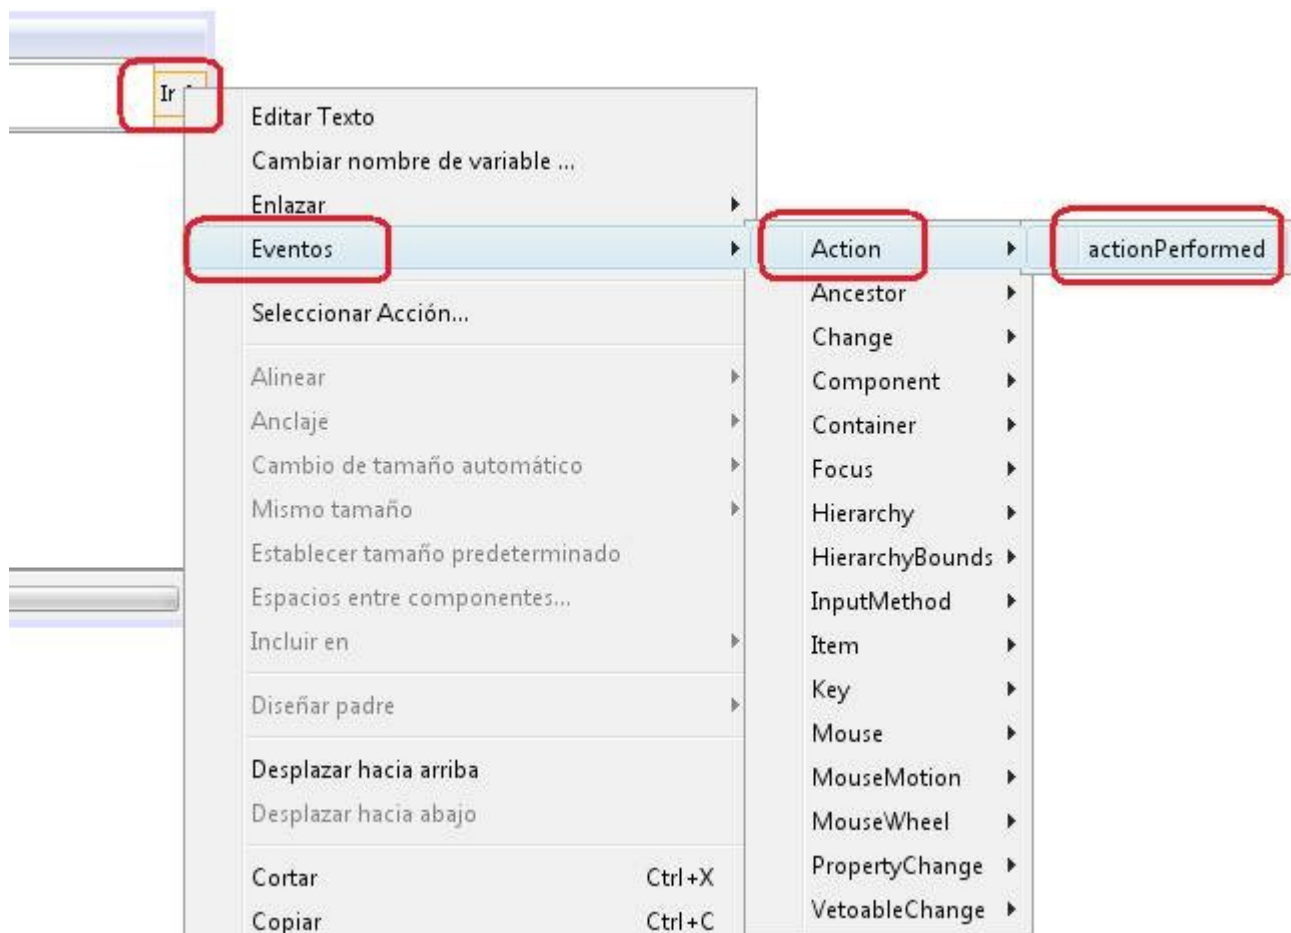 Ir
Editar Texto
Cambiar nombre de variable ...
Enlazar
Eventos
Seleccionar Acción...
Alinear
Anclaje
Cambio de tamaño automático
Mismo tamaño
Establecer tamaño predeterminado
Espacios entre componentes...
Incluir en
Diseñar padre
Desplazar hacia arriba
Desplazar hacia abajo
Cortar Ctrl+X
Copiar Ctrl+C
Action
Ancestor
Change
Component
Container
Focus
Hierarchy
HierarchyBounds
InputMethod
Item
Key
Mouse
MouseMotion
MouseWheel
PropertyChange
VetoableChange
actionPerformed